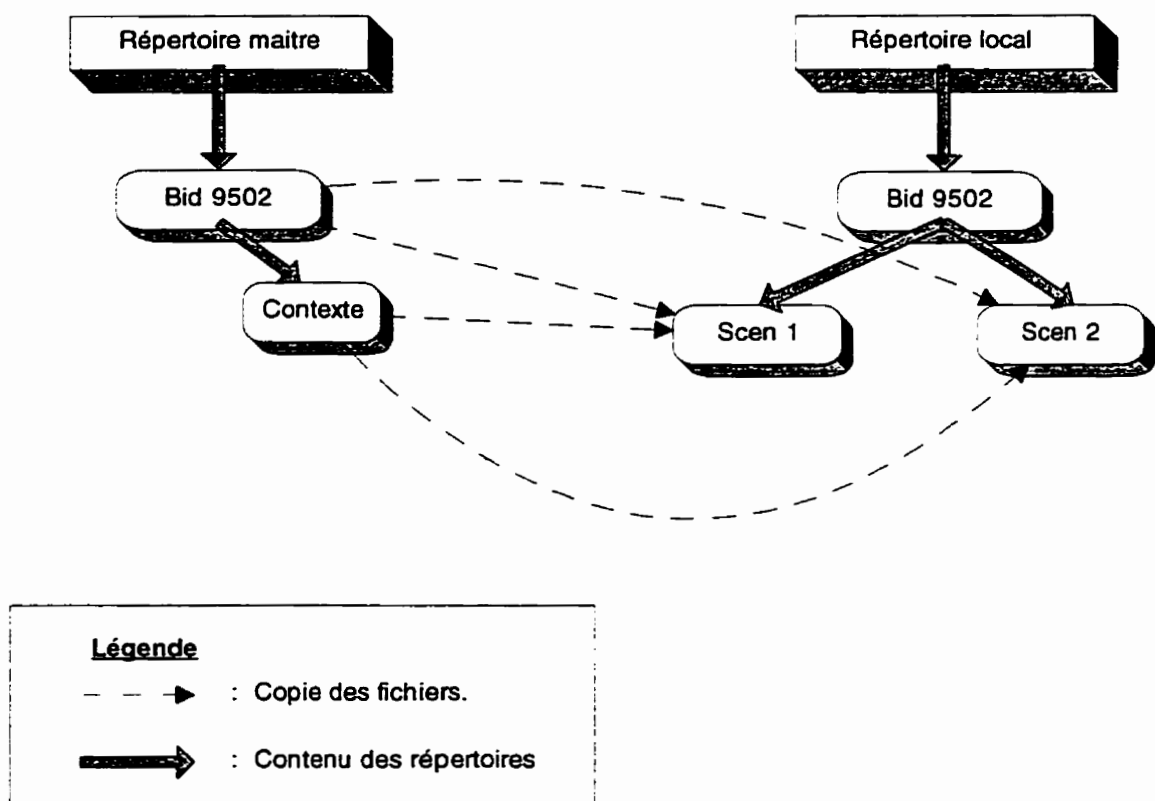 Répertoire maitre
Répertoire local
Bid 9502
Bid 9502
Contexte
Scen 1
Scen 2
Légende
: Copie des fichiers.
: Contenu des répertoires